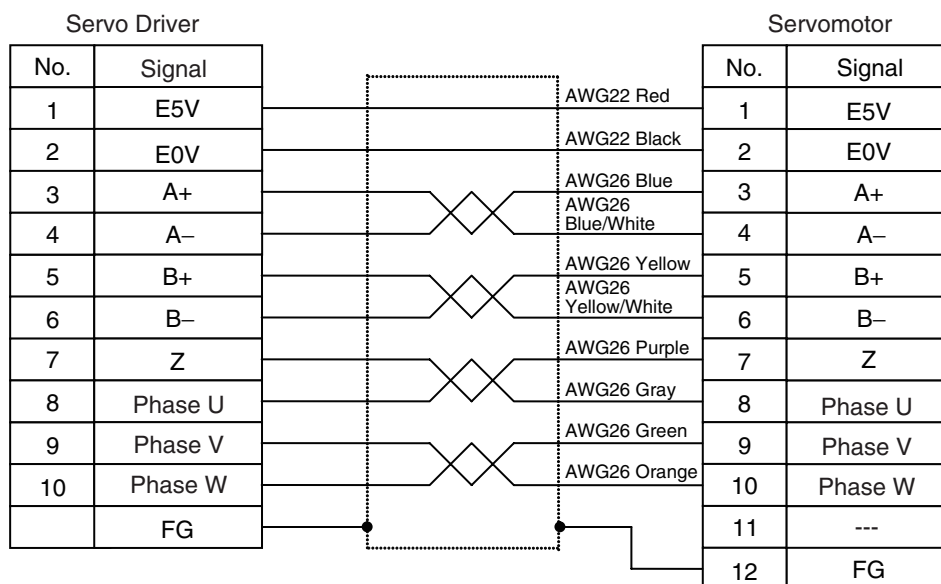 Servo Driver Servomotor
No. Signal No. Signal
1 E5V AWG22 Red 1 E5V
2 E0V AWG22 Black 2 E0V
3 A+ AWG26 Blue 3 A+
AWG26
Blue/White
4 A− 4 A−
5 B+ AWG26 Yellow 5 B+
AWG26
Yellow/White
6 B− 6 B−
7 Z AWG26 Purple 7 Z
8 Phase U AWG26 Gray 8 Phase U
9 Phase V AWG26 Green 9 Phase V
10 Phase W AWG26 Orange 10 Phase W
FG 11 ---
12 FG